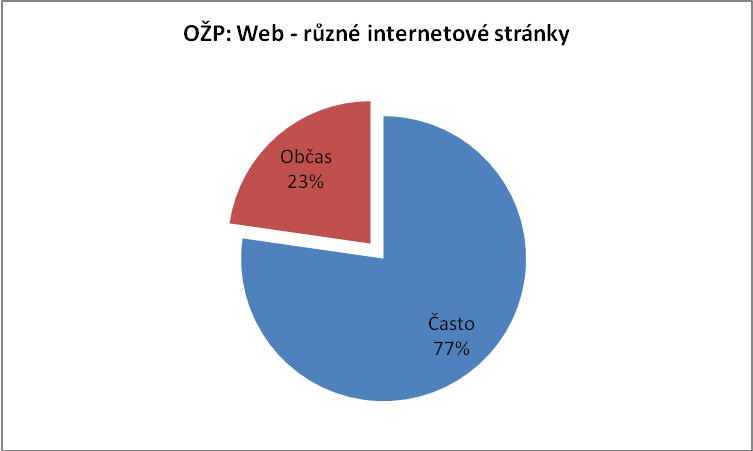 OŽP: Web - různé internetové stránky
Občas
23%
Často
77%